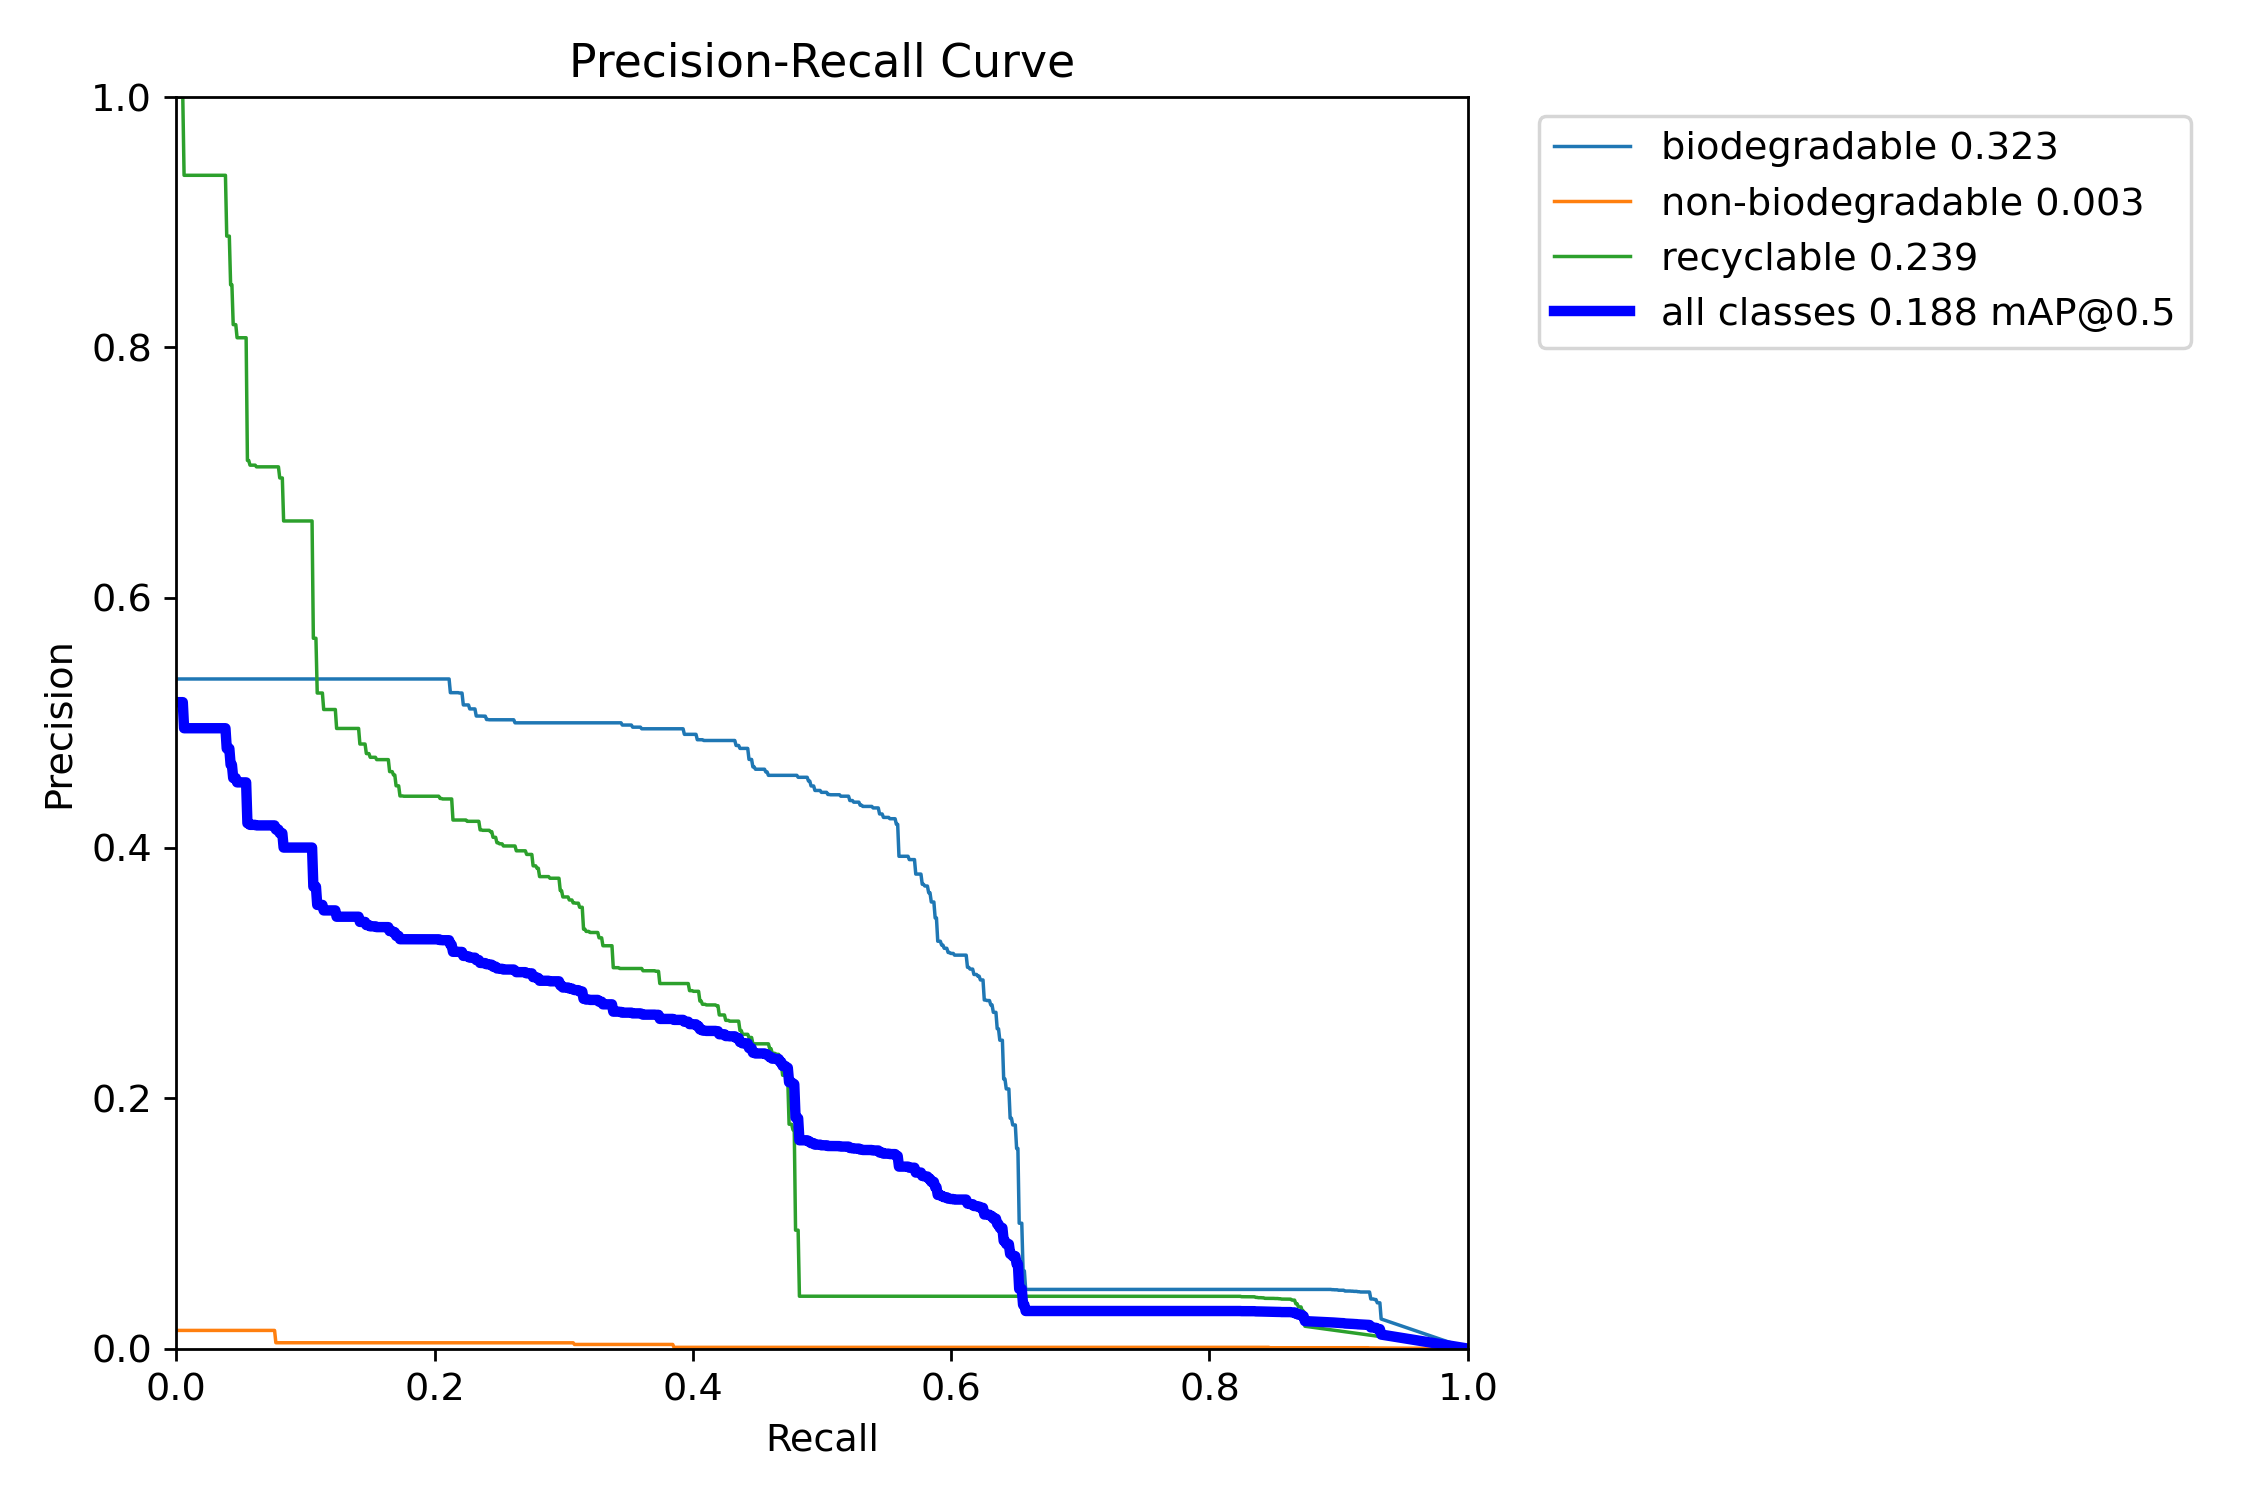 Precision-Recall Curve
1.0
0.8
0.6
0.4
0.2
0.0
Precision
0.0 0.2 0.4 0.6 0.8 1.0
Recall
biodegradable 0.323
non-biodegradable 0.003
recyclable 0.239
all classes 0.188 mAP@0.5